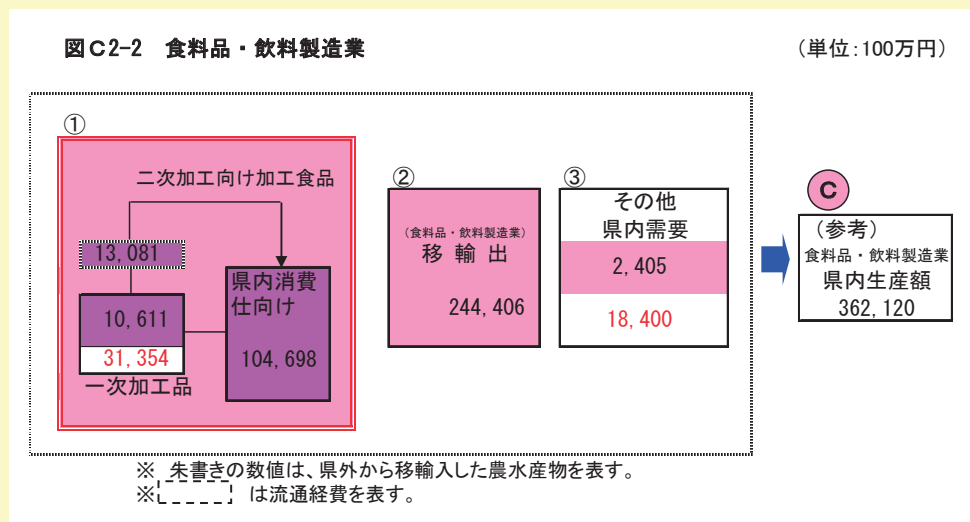 図C2-2 食料品・飲料製造業
(単位:100万円)
①
二次加工向け加工食品
13,081
10,611
31,354
一次加工品
県内消費
仕向け
104,698
②
(食料品・飲料製造業)
移輸出
244,406
③
その他
県内需要
2,405
18,400
C
(参考)
食料品・飲料製造業
県内生産額
362,120
※ 朱書きの数値は、県外から移輸入した農水産物を表す。
※ は流通経費を表す。